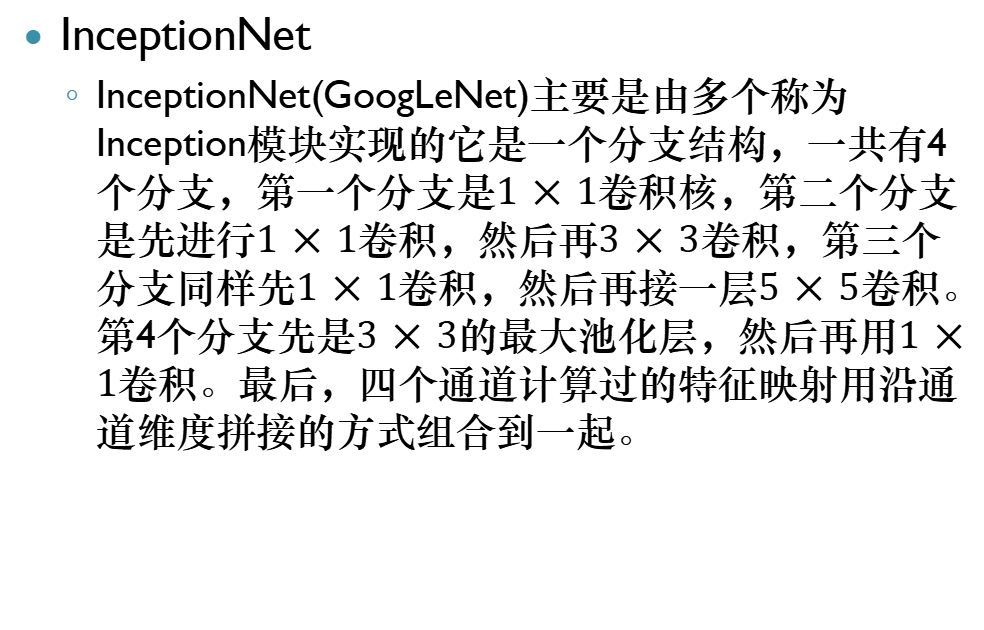 InceptionNet
InceptionNet(GoogLeNet)主要是由多个称为
Inception模块实现的它是一个分支结构，一共有4
个分支，第一个分支是1 × 1卷积核，第二个分支
是先进行1 × 1卷积，然后再3 × 3卷积，第三个
分支同样先1 × 1卷积，然后再接一层5 × 5卷积。
第4个分支先是3 × 3的最大池化层，然后再用1 ×
1卷积。最后，四个通道计算过的特征映射用沿通
道维度拼接的方式组合到一起。